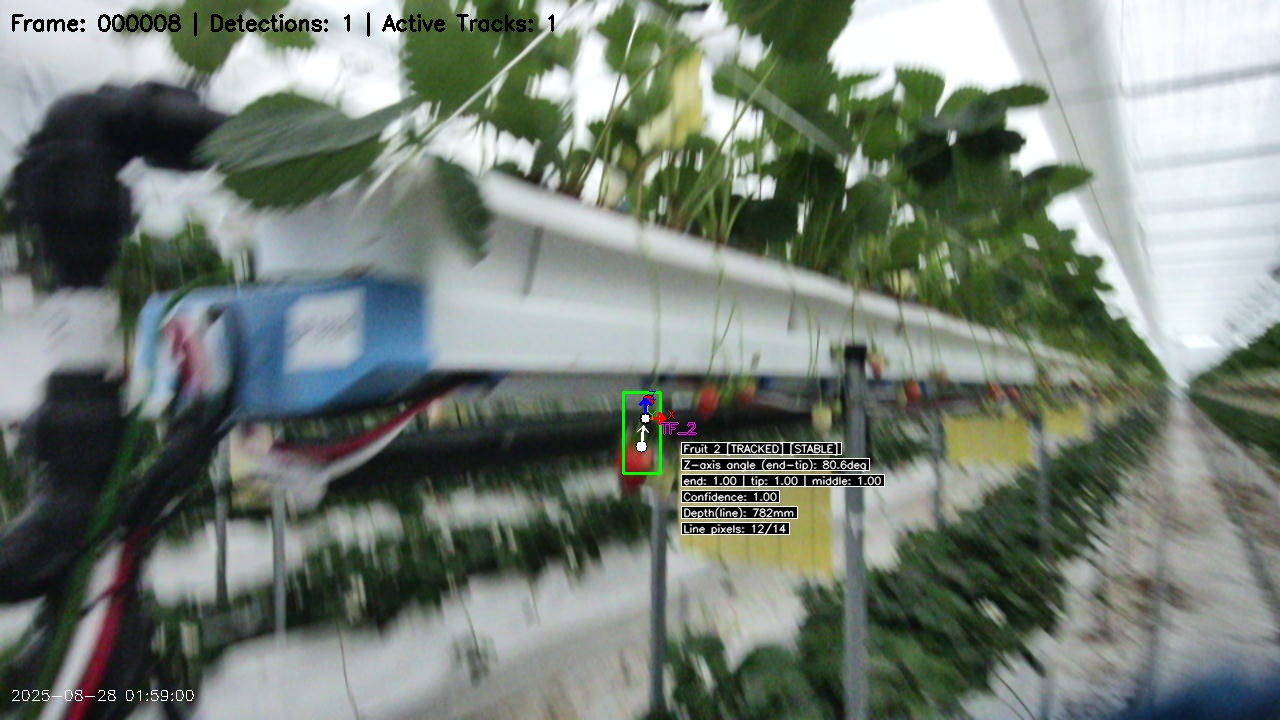 Frame: 000008 | Detections: 1 | Active Tracks: 1
TF_2
Fruit 2 [TRACKED] [STABLE]
Z-axis angle (end-tip): 80.6deg
end: 1.00 | tip: 1.00 | middle: 1.00
Confidence: 1.00
Depth(line): 782mm
Line pixels: 12/14
2025-08-28 01:59:00